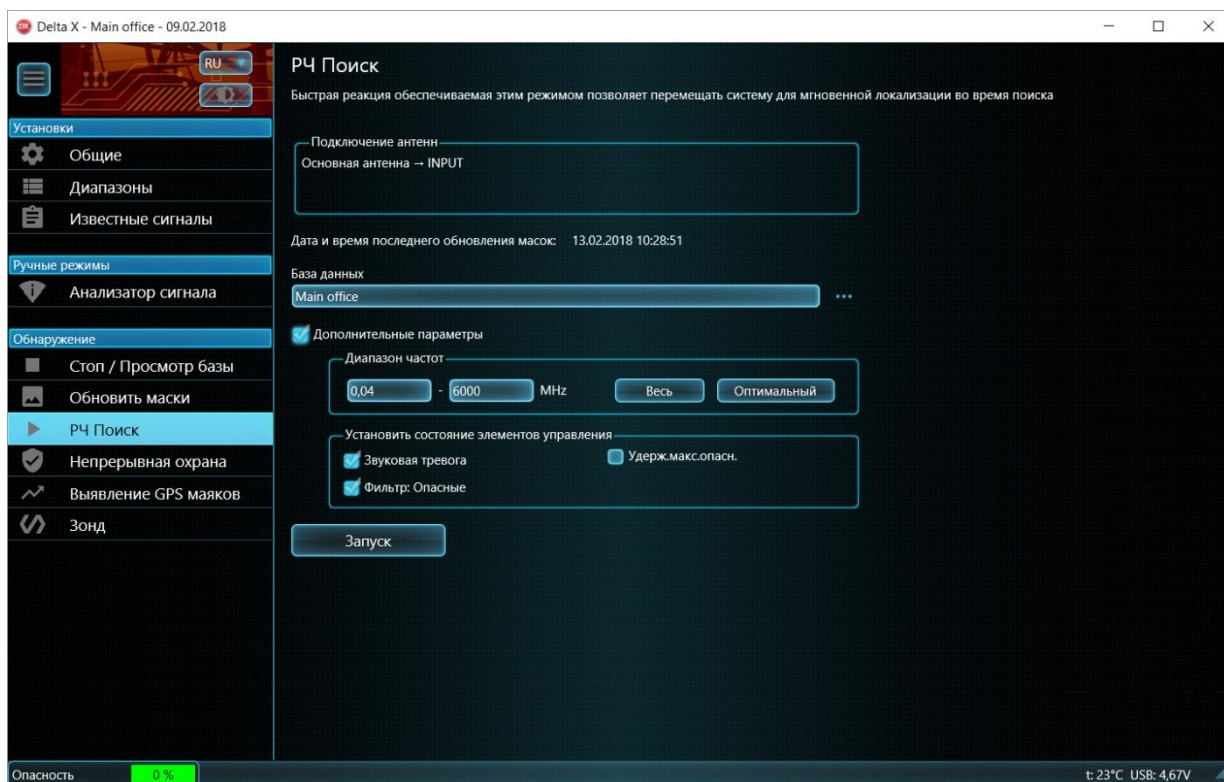 Delta X - Main office - 09.02.2018
RU
Установки
Общие
Диапазоны
Известные сигналы
Ручные режимы
Анализатор сигнала
Обнаружение
Стоп / Просмотр базы
Обновить маски
РЧ Поиск
Непрерывная охрана
Выявление GPS маяков
Зонд
РЧ Поиск
Быстрая реакция обеспечиваемая этим режимом позволяет перемещать систему для мгновенной локализации во время поиска
Подключение антенн
Основная антенна → INPUT
Дата и время последнего обновления масок: 13.02.2018 10:28:51
База данных
Main office
Дополнительные параметры
Диапазон частот
0,04 - 6000 MHz Весь Оптимальный
Установить состояние элементов управления
Звуковая тревога Удерж.макс.опасн.
Фильтр: Опасные
Запуск
Опасность 0 % t: 23°C USB: 4,67V